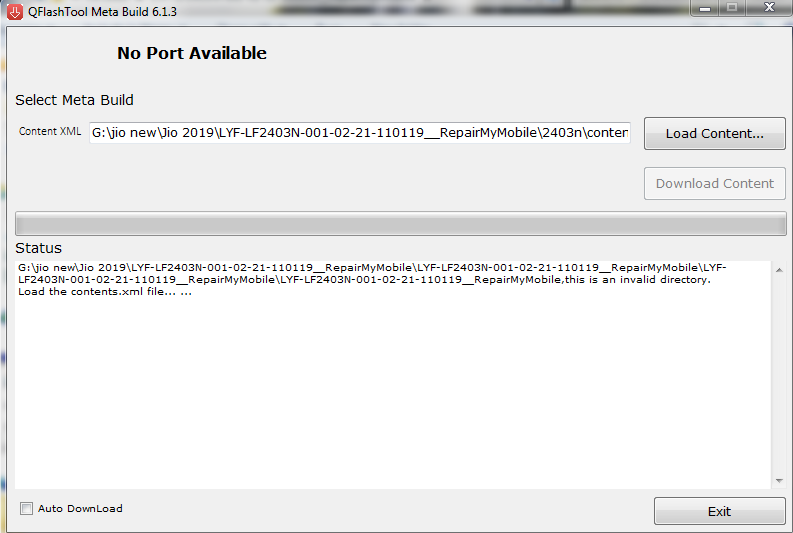 QFlashTool Meta Build 6.1.3
No Port Available
Select Meta Build
Content XML G:\jio new\Jio 2019\LYF-LF2403N-001-02-21-110119__RepairMyMobile\2403n\conten Load Content...
Download Content
Status
G:\jio new\Jio 2019\LYF-LF2403N-001-02-21-110119__RepairMyMobile\LYF-LF2403N-001-02-21-110119__RepairMyMobile\LYF-
LF2403N-001-02-21-110119__RepairMyMobile\LYF-LF2403N-001-02-21-110119__RepairMyMobile,this is an invalid directory.
Load the contents.xml file... ...
Auto DownLoad Exit